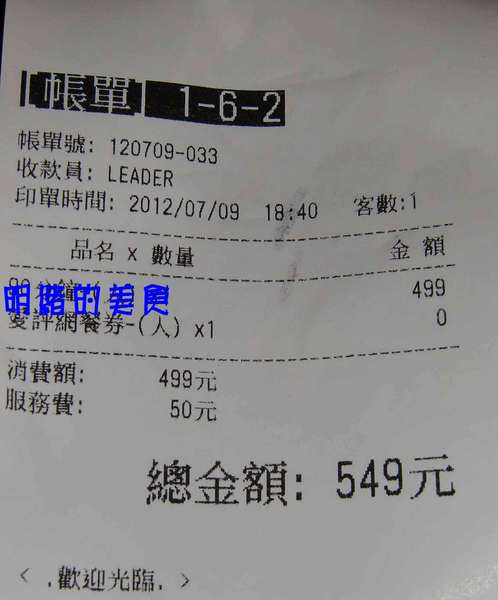 [帳單] 1-6-2
帳單號: 120709-033
收款員: LEADER
印單時間: 2012/07/09 18:40 客數:1
品名 x 數量 金額
499
明璐的美食
愛評網餐券-(人) x1 0
消費額: 499元
服務費: 50元
總金額: 549元
< .歡迎光臨. >